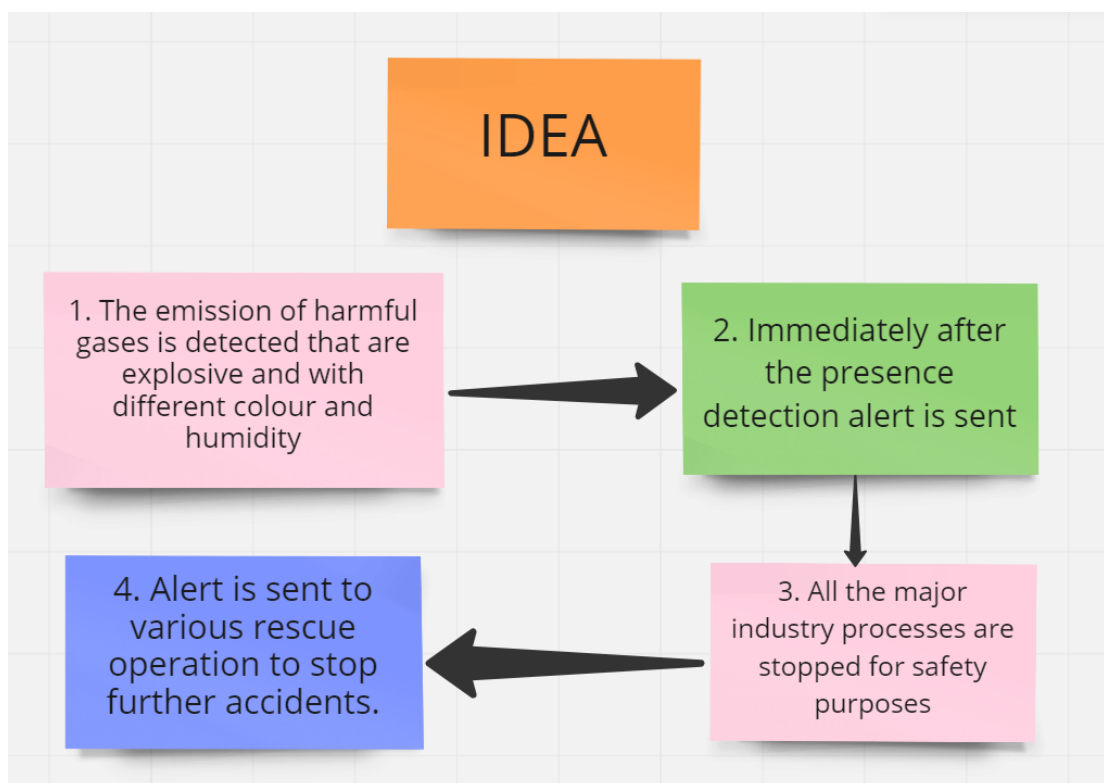 IDEA
1. The emission of harmful
gases is detected that are
explosive and with
different colour and
humidity
2. Immediately after
the presence
detection alert is sent
3. All the major
industry processes are
stopped for safety
purposes
4. Alert is sent to
various rescue
operation to stop
further accidents.